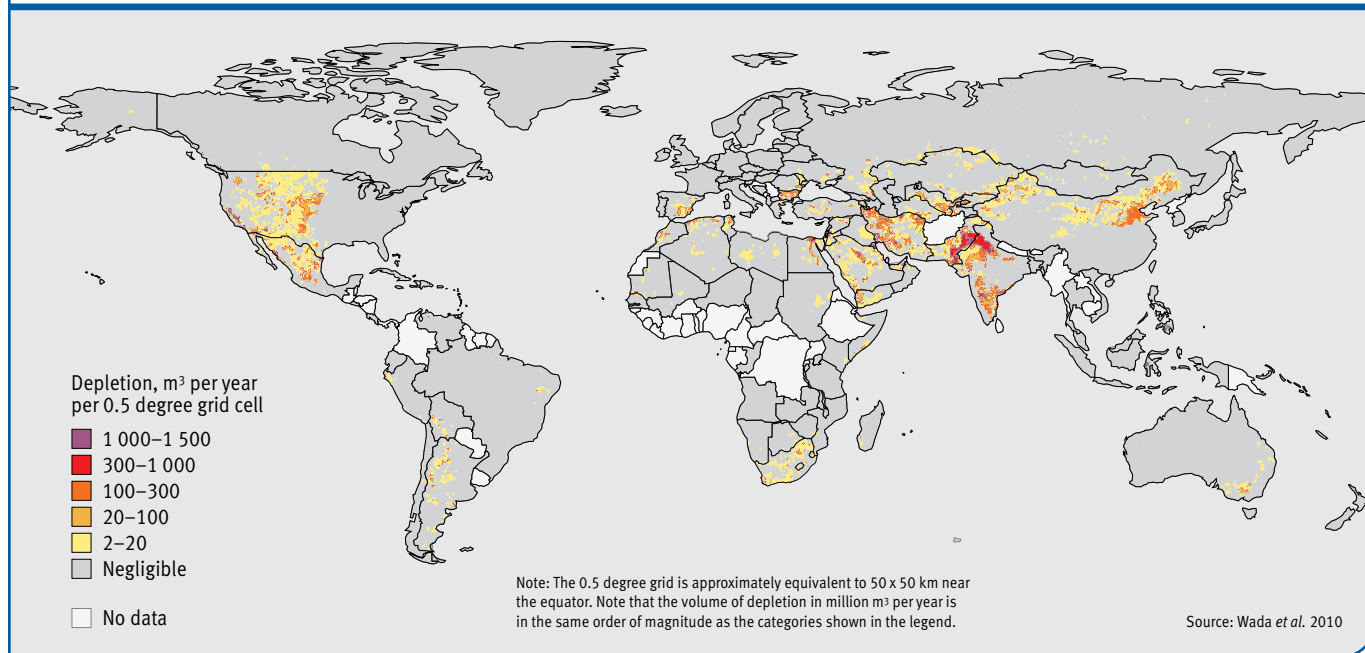 Depletion, m³ per year
per 0.5 degree grid cell
1 000–1 500
300–1 000
100–300
20–100
2–20
Negligible
No data
Note: The 0.5 degree grid is approximately equivalent to 50 x 50 km near
the equator. Note that the volume of depletion in million m³ per year is
in the same order of magnitude as the categories shown in the legend.
Source: Wada et al. 2010